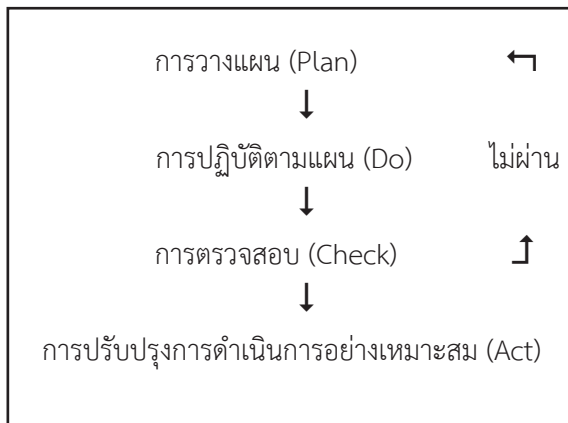 การวางแผน (Plan)
การปฏิบัติตามแผน (Do) ไม่ผ่าน
การตรวจสอบ (Check)
การปรับปรุงการดำเนินการอย่างเหมาะสม (Act)